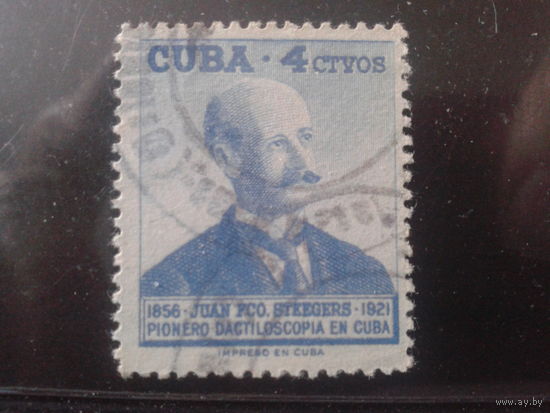 CUBA · 4 CTVOS
1856 · JUAN FCO. STEEGERS · 1921
PIONERO DACTILOSCOPIA EN CUBA
IMPRESO EN CUBA
www.ay.by